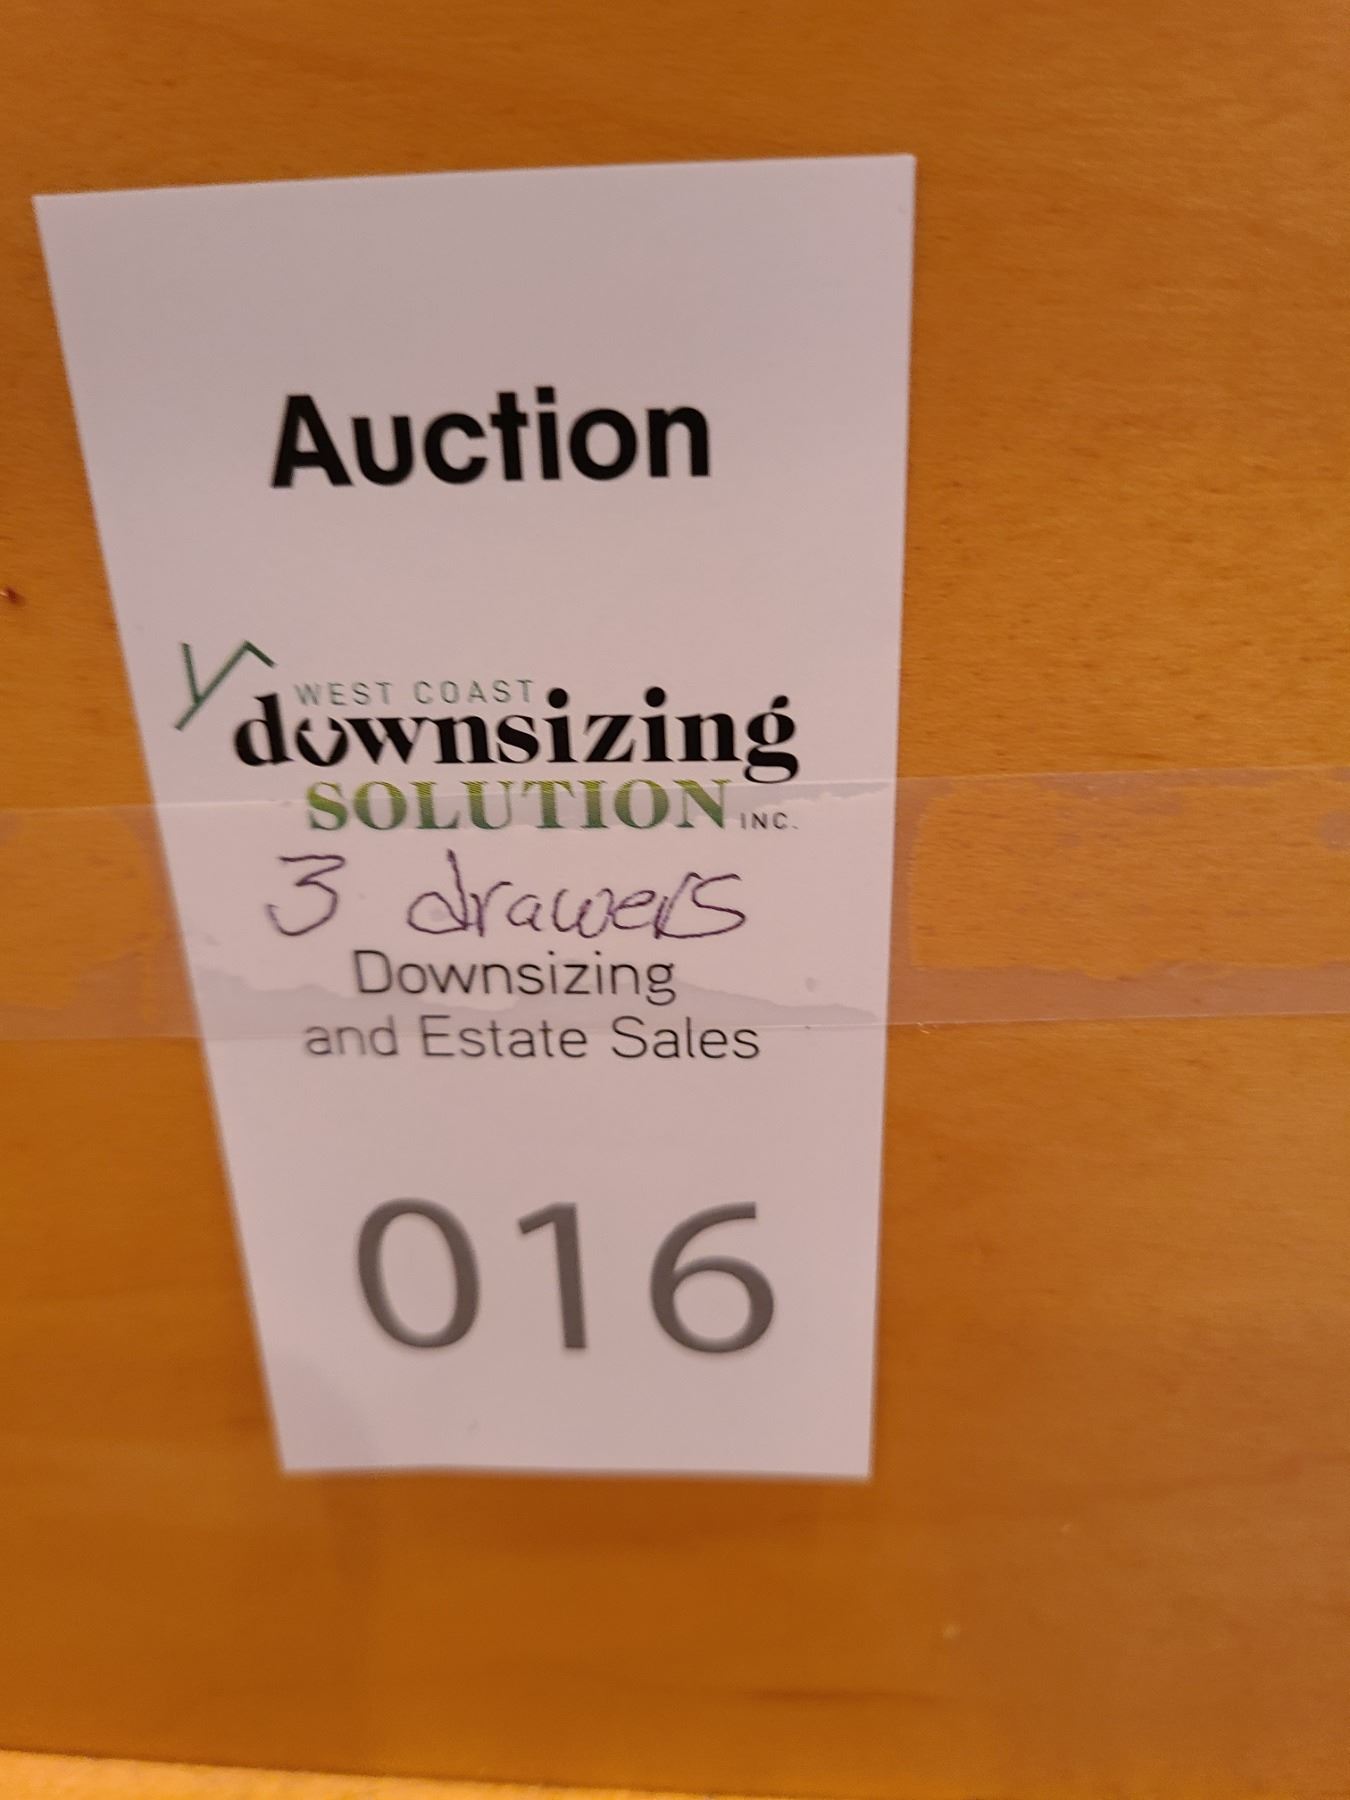 Auction
WEST COAST
downsizing
SOLUTION INC.
3 drawers
Downsizing
and Estate Sales
016